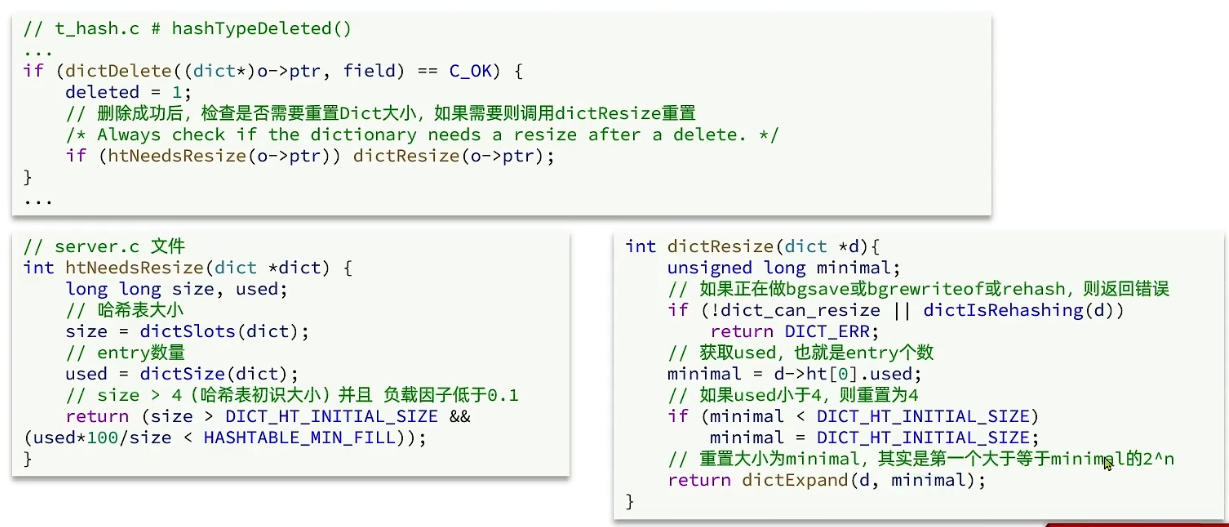 // t_hash.c # hashTypeDeleted()
...
if (dictDelete((dict*)o->ptr, field) == C_OK) {
    deleted = 1;
    // 删除成功后，检查是否需要重置Dict大小，如果需要则调用dictResize重置
    /* Always check if the dictionary needs a resize after a delete. */
    if (htNeedsResize(o->ptr)) dictResize(o->ptr);
}
...
// server.c 文件
int htNeedsResize(dict *dict) {
    long long size, used;
    // 哈希表大小
    size = dictSlots(dict);
    // entry数量
    used = dictSize(dict);
    // size > 4（哈希表初识大小）并且 负载因子低于0.1
    return (size > DICT_HT_INITIAL_SIZE &&
(used*100/size < HASHTABLE_MIN_FILL));
}
int dictResize(dict *d){
    unsigned long minimal;
    // 如果正在做bgsave或bgrewriteof或rehash，则返回错误
    if (!dict_can_resize || dictIsRehashing(d))
        return DICT_ERR;
    // 获取used，也就是entry个数
    minimal = d->ht[0].used;
    // 如果used小于4，则重置为4
    if (minimal < DICT_HT_INITIAL_SIZE)
        minimal = DICT_HT_INITIAL_SIZE;
    // 重置大小为minimal，其实是第一个大于等于minimal的2^n
    return dictExpand(d, minimal);
}